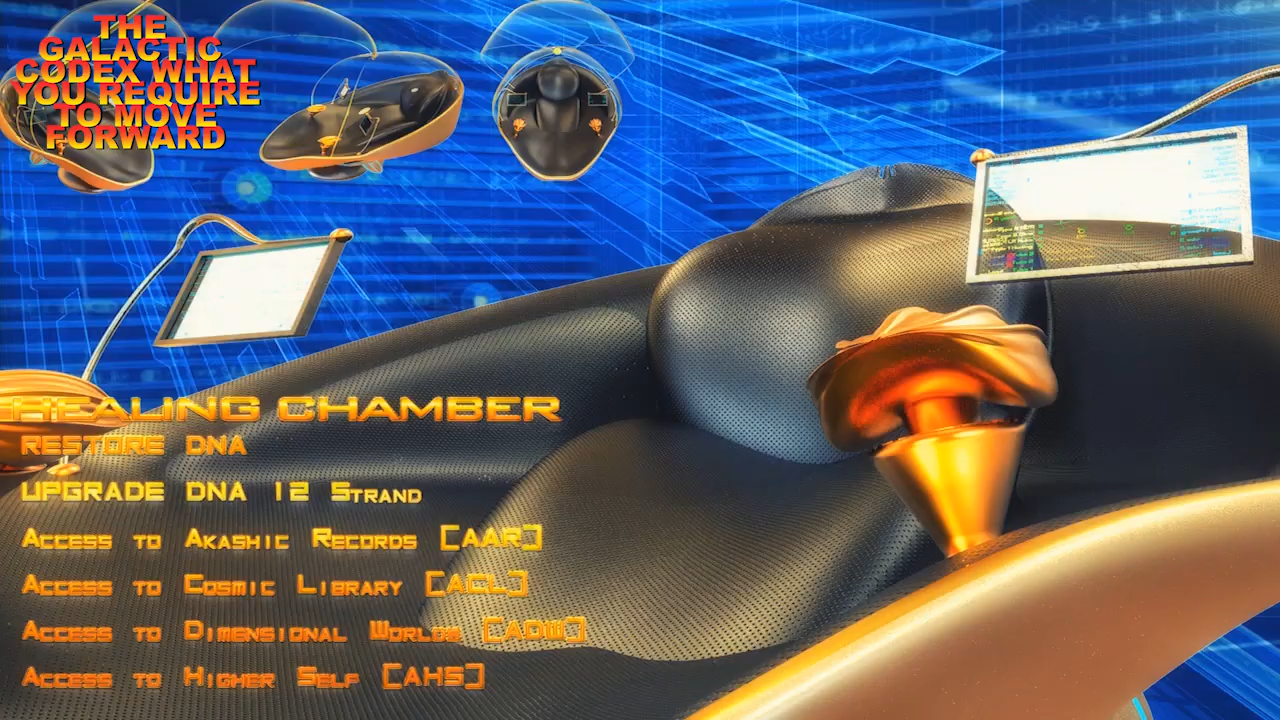 THE
GALACTIC
CODEX WHAT
YOU REQUIRE
TO MOVE
FORWARD
HEALING CHAMBER
RESTORE DNA
UPGRADE DNA 12 STRAND
ACCESS TO AKASHIC RECORDS [AAR]
ACCESS TO COSMIC LIBRARY [ACL]
ACCESS TO DIMENSIONAL WORLDS [ADW]
ACCESS TO HIGHER SELF [AHS]